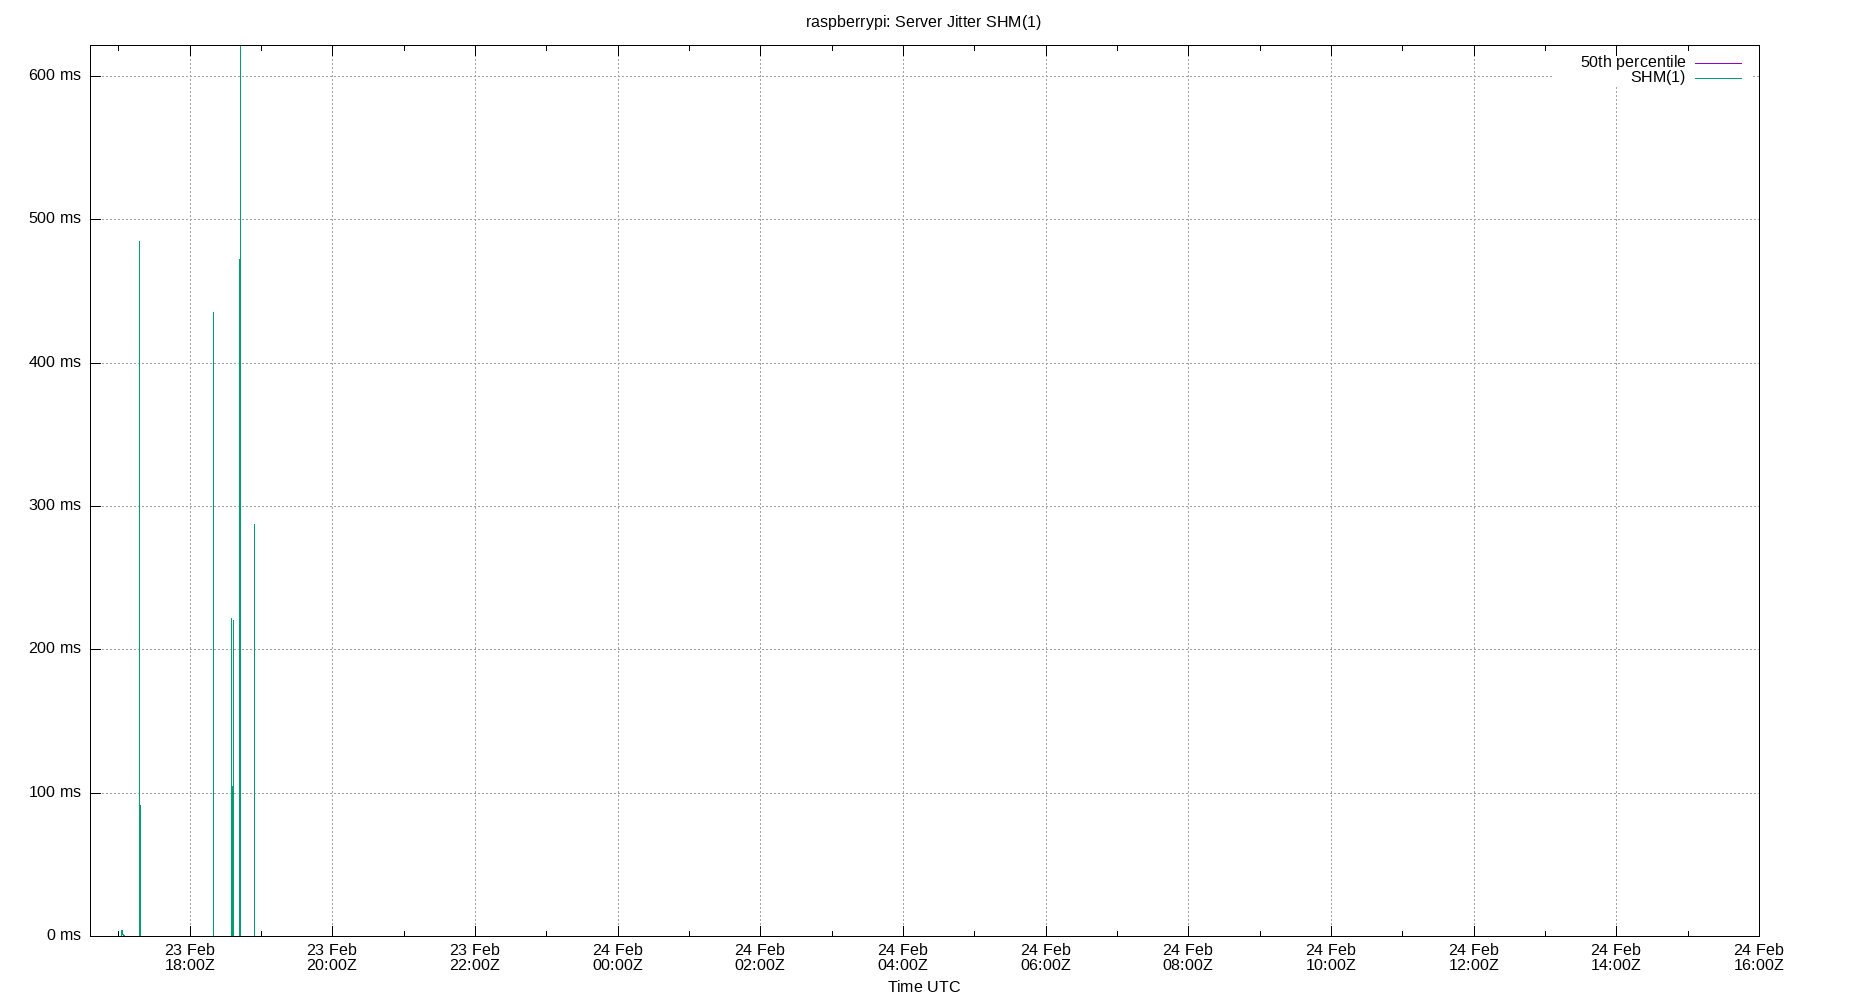 raspberrypi: Server Jitter SHM(1)
50th percentile
SHM(1)
600 ms
500 ms
400 ms
300 ms
200 ms
100 ms
0 ms
23 Feb 23 Feb 23 Feb 24 Feb 24 Feb 24 Feb 24 Feb 24 Feb 24 Feb 24 Feb 24 Feb 24 Feb
18:00Z 20:00Z 22:00Z 00:00Z 02:00Z 04:00Z 06:00Z 08:00Z 10:00Z 12:00Z 14:00Z 16:00Z
Time UTC